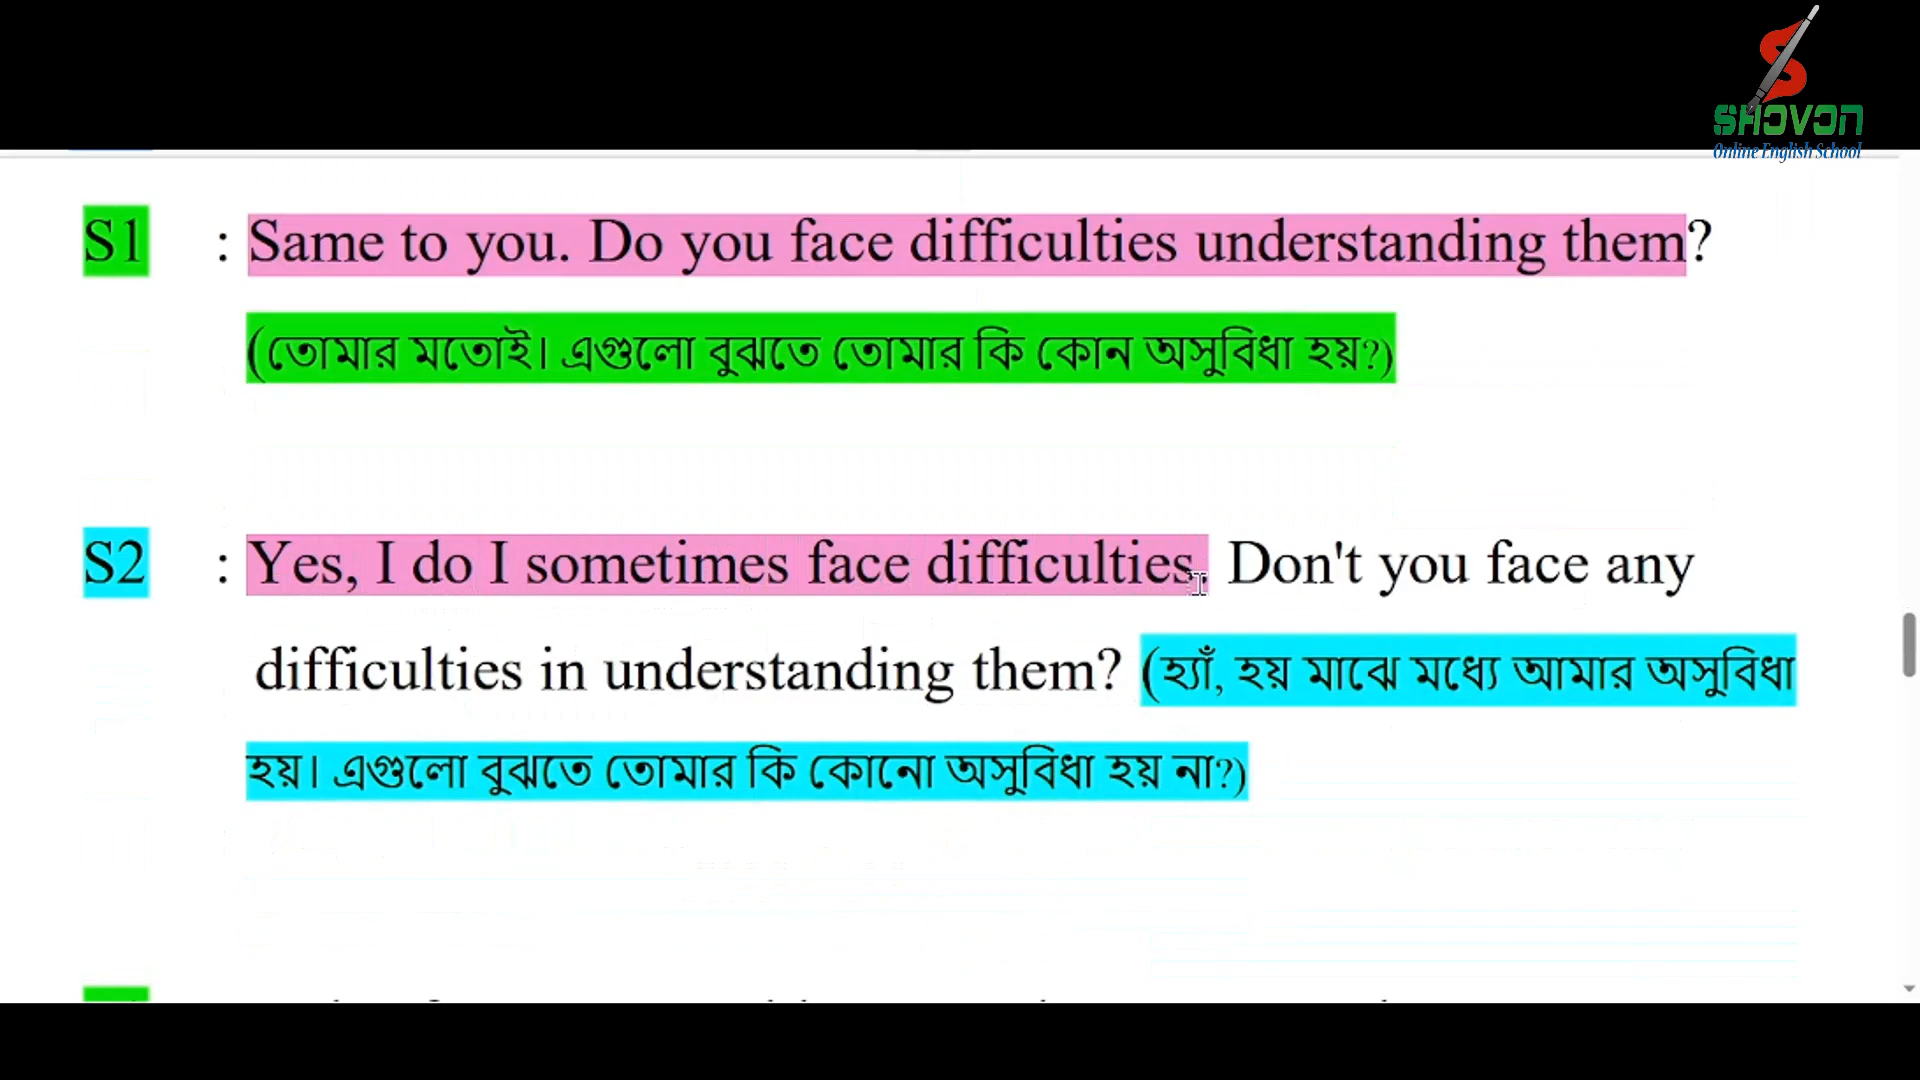 SHOVON
Online English School
S1 : Same to you. Do you face difficulties understanding them?
(তোমার মতোই। এগুলো বুঝতে তোমার কি কোন অসুবিধা হয়?)
S2 : Yes, I do I sometimes face difficulties. Don't you face any
difficulties in understanding them? (হ্যাঁ, হয় মাঝে মধ্যে আমার অসুবিধা
হয়। এগুলো বুঝতে তোমার কি কোনো অসুবিধা হয় না?)